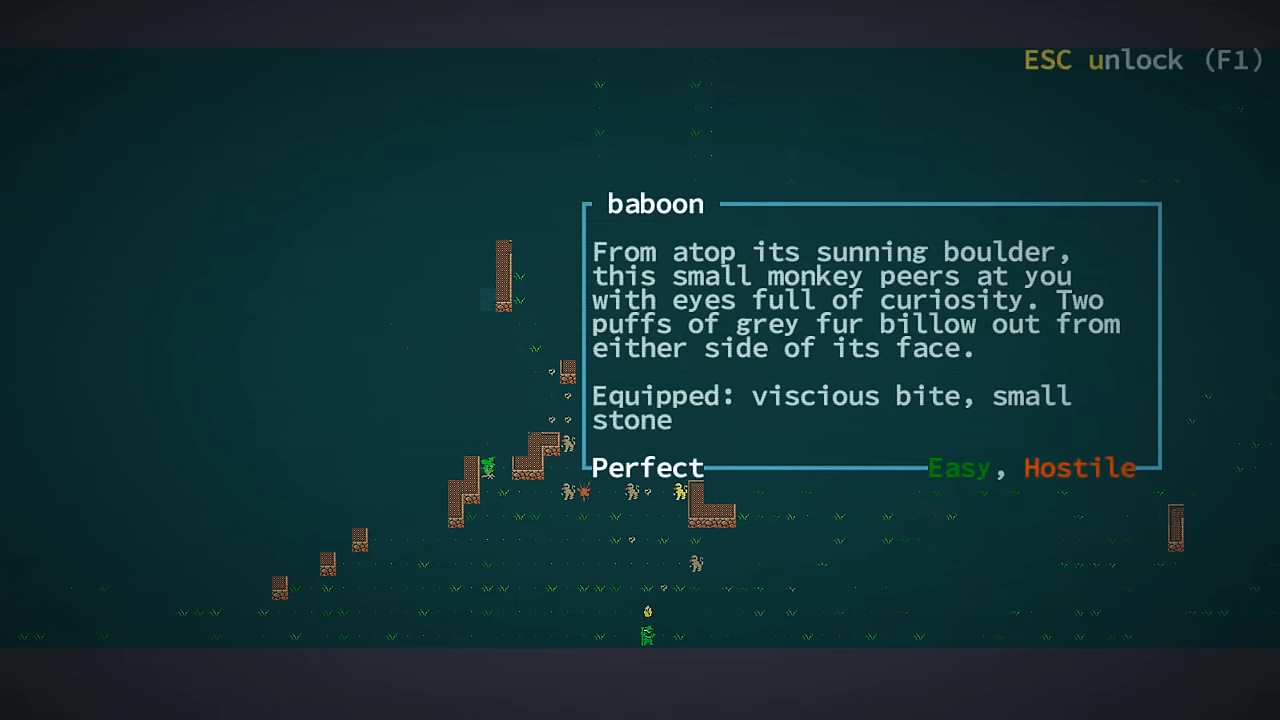 ESC unlock (F1)
baboon
From atop its sunning boulder,
this small monkey peers at you
with eyes full of curiosity. Two
puffs of grey fur billow out from
either side of its face.
Equipped: viscious bite, small
stone
Perfect Easy, Hostile